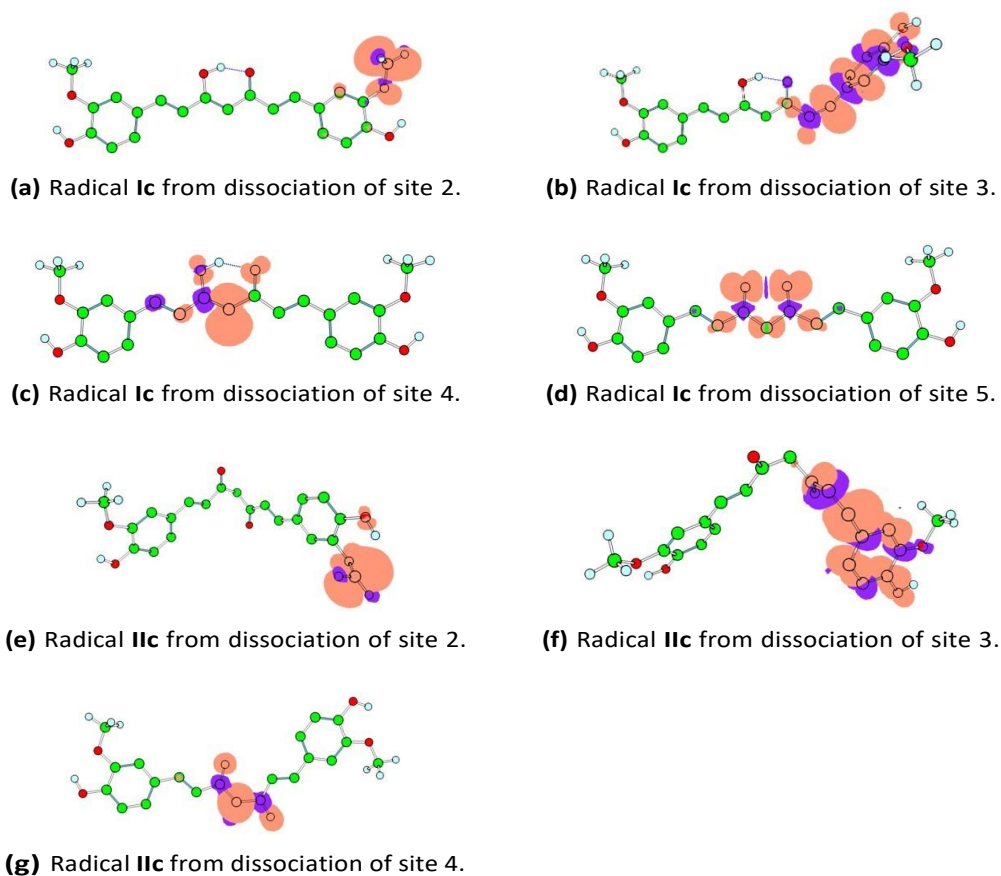 (a) Radical Ic from dissociation of site 2.
(b) Radical Ic from dissociation of site 3.
(c) Radical Ic from dissociation of site 4.
(d) Radical Ic from dissociation of site 5.
(e) Radical IIc from dissociation of site 2.
(f) Radical IIc from dissociation of site 3.
(g) Radical IIc from dissociation of site 4.